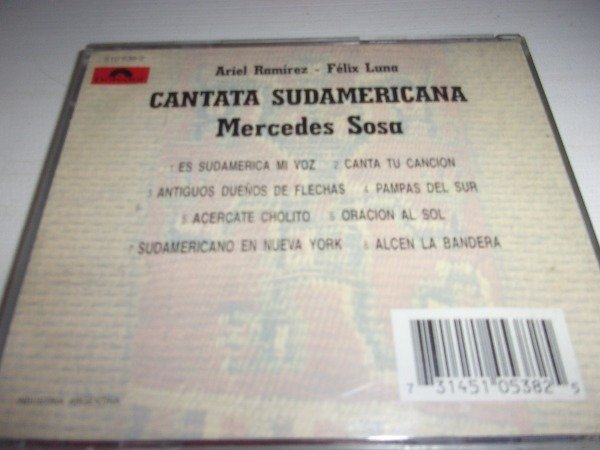 Polydor
Ariel Ramírez - Félix Luna
CANTATA SUDAMERICANA
Mercedes Sosa
1 ES SUDAMERICA MI VOZ 2 CANTA TU CANCION
3 ANTIGUOS DUEÑOS DE FLECHAS 4 PAMPAS DEL SUR
5 ACERCATE CHOLITO 6 ORACION AL SOL
7 SUDAMERICANO EN NUEVA YORK 8 ALCEN LA BANDERA
7 31451 05382 5
INDUSTRIA ARGENTINA